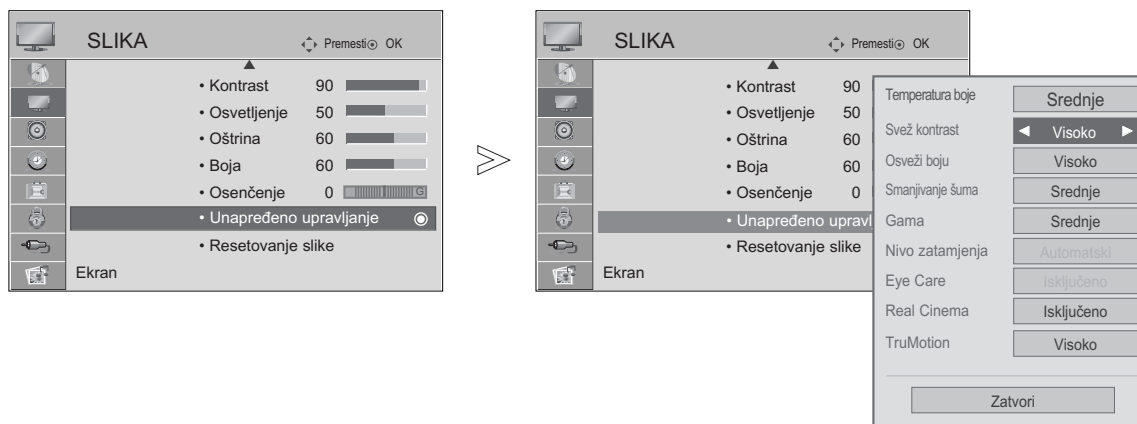 SLIKA Premesti OK
• Kontrast 90
• Osvetljenje 50
• Oštrina 60
• Boja 60
• Osenčenje 0 G
• Unapređeno upravljanje
• Resetovanje slike
Ekran
SLIKA Premesti OK
• Kontrast 90
• Osvetljenje 50
• Oštrina 60
• Boja 60
• Osenčenje 0
• Unapređeno upravl
• Resetovanje slike
Ekran
Temperatura boje Srednje
Svež kontrast Visoko
Osveži boju Visoko
Smanjivanje šuma Srednje
Gama Srednje
Nivo zatamjenja Automatski
Eye Care Isključeno
Real Cinema Isključeno
TruMotion Visoko
Zatvori